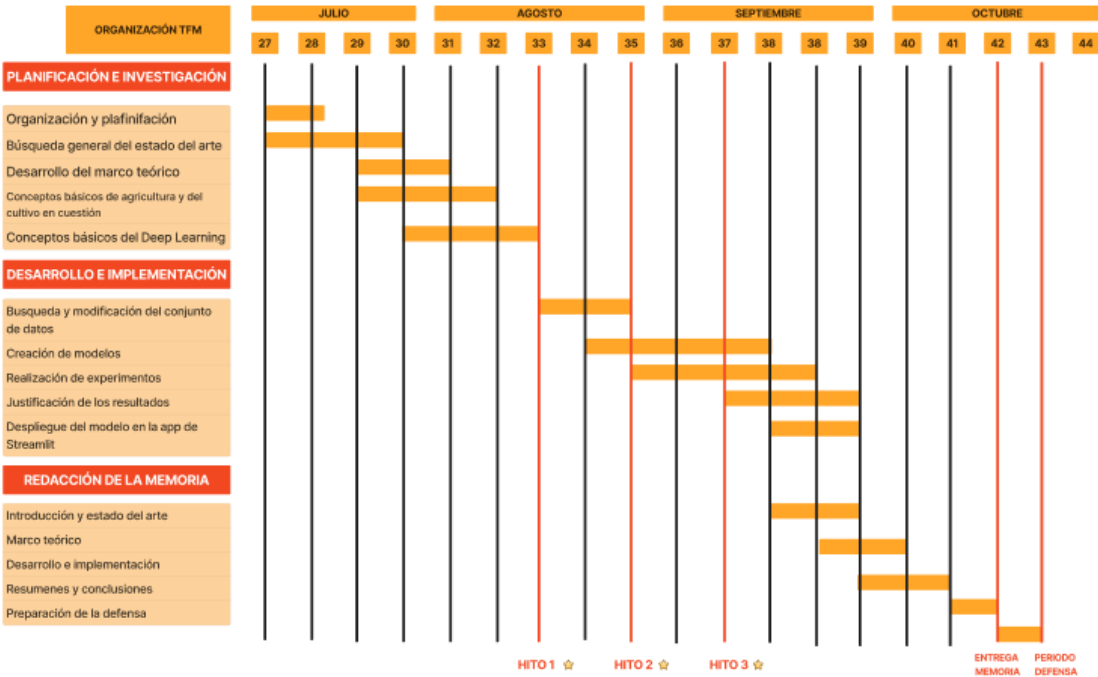 ORGANIZACIÓN TFM
JULIO AGOSTO SEPTIEMBRE OCTUBRE
27 28 29 30 31 32 33 34 35 36 37 38 38 39 40 41 42 43 44
PLANIFICACIÓN E INVESTIGACIÓN
Organización y plafinifación
Búsqueda general del estado del arte
Desarrollo del marco teórico
Conceptos básicos de agricultura y del
cultivo en cuestión
Conceptos básicos del Deep Learning
DESARROLLO E IMPLEMENTACIÓN
Busqueda y modificación del conjunto
de datos
Creación de modelos
Realización de experimentos
Justificación de los resultados
Despliegue del modelo en la app de
Streamlit
REDACCIÓN DE LA MEMORIA
Introducción y estado del arte
Marco teórico
Desarrollo e implementación
Resumenes y conclusiones
Preparación de la defensa
HITO 1 HITO 2 HITO 3
ENTREGA
MEMORIA
PERIODO
DEFENSA